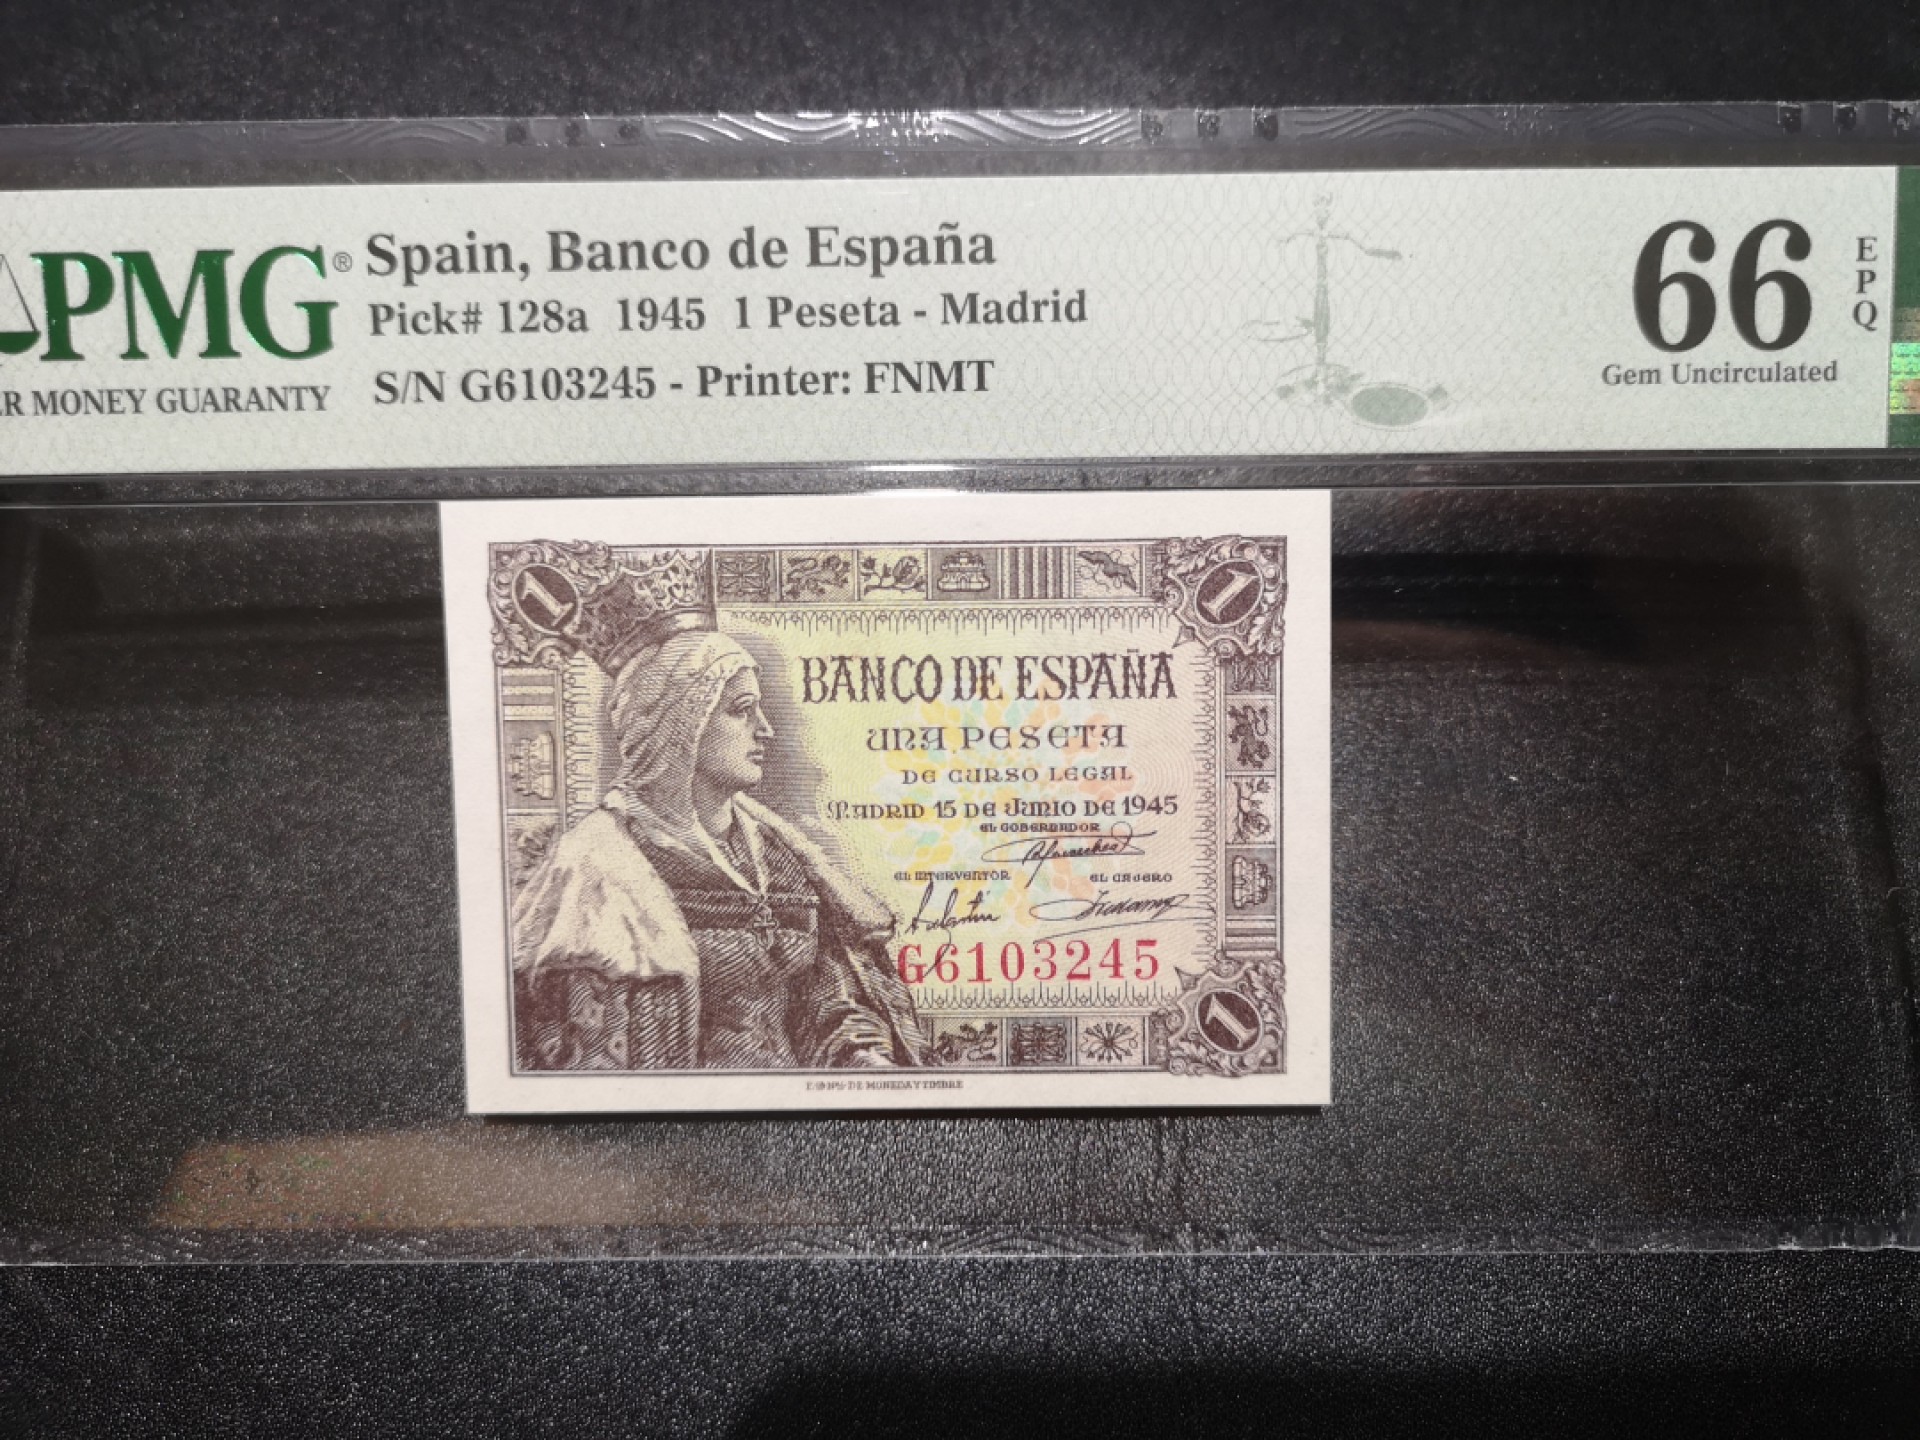 PMG®
R MONEY GUARANTY
Spain, Banco de España
Pick# 128a 1945 1 Peseta - Madrid
S/N G6103245 - Printer: FNMT
66
EPQ
Gem Uncirculated
1
1
BANCO DE ESPAÑA
UNA PESETA
DE CURSO LEGAL
MADRID 15 DE JUNIO DE 1945
EL GOBERNADOR
EL INTERVENTOR EL CAJERO
G6103245
1